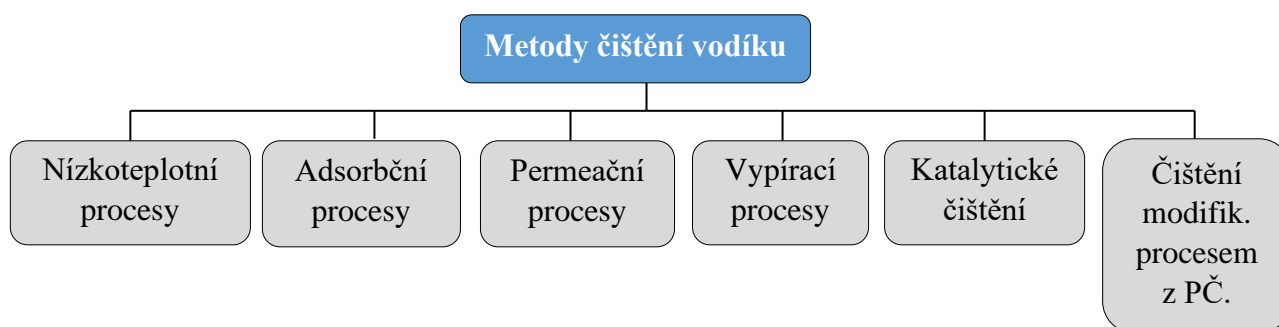 Metody čištění vodíku
Nízkoteplotní
procesy
Adsorbční
procesy
Permeační
procesy
Vypírací
procesy
Katalytické
čištění
Čištění
modifik.
procesem
z PČ.